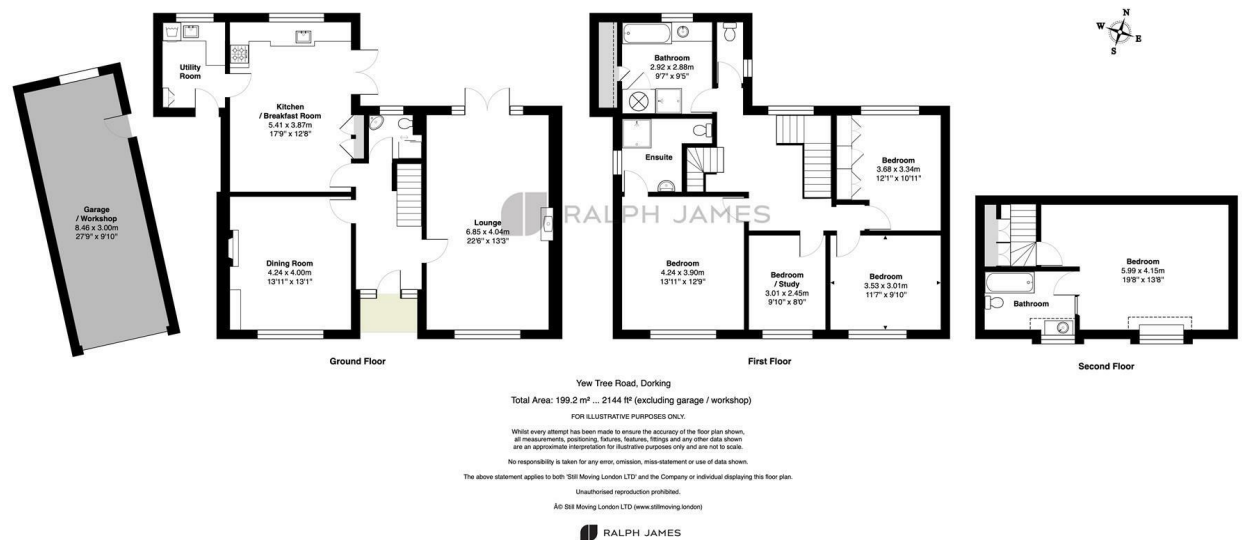 N
W
E
S
Utility
Room
Kitchen
/ Breakfast Room
5.41 x 3.87m
17'9" x 12'8"
Garage
/ Workshop
8.46 x 3.00m
27'9" x 9'10"
Dining Room
4.24 x 4.00m
13'11" x 13'1"
Lounge
6.85 x 4.04m
22'6" x 13'3"
Ground Floor
RALPH JAMES
Bathroom
2.92 x 2.88m
9'7" x 9'5"
Ensuite
Bedroom
3.68 x 3.34m
12'1" x 10'11"
Bedroom
4.24 x 3.90m
13'11" x 12'9"
Bedroom
/ Study
3.01 x 2.45m
9'10" x 8'0"
Bedroom
3.53 x 3.01m
11'7" x 9'10"
First Floor
Bedroom
5.99 x 4.15m
19'8" x 13'8"
Bathroom
Second Floor
Yew Tree Road, Dorking
Total Area: 199.2 m² ... 2144 ft² (excluding garage / workshop)
FOR ILLUSTRATIVE PURPOSES ONLY.
Whilst every attempt has been made to ensure the accuracy of the floor plan shown,
all measurements, positioning, fixtures, features, fittings and any other data shown
are an approximate interpretation for illustrative purposes only and are not to scale.
No responsibility is taken for any error, omission, miss-statement or use of data shown.
The above statement applies to both 'Still Moving London LTD' and the Company or individual displaying this floor plan.
Unauthorised reproduction prohibited.
Â© Still Moving London LTD (www.stillmoving.london)
RALPH JAMES